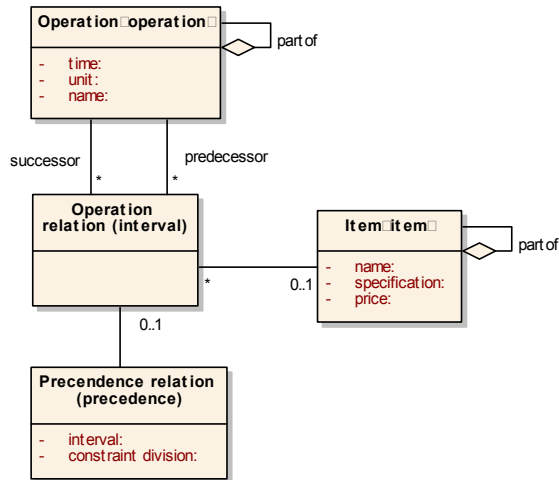 Operation□operation□
part of
- time:
- unit:
- name:
successor
predecessor
*
*
Operation
relation (interval)
Item□item□
part of
- name:
- specification:
- price:
*
0..1
0..1
Precendence relation
(precedence)
- interval:
- constraint division: